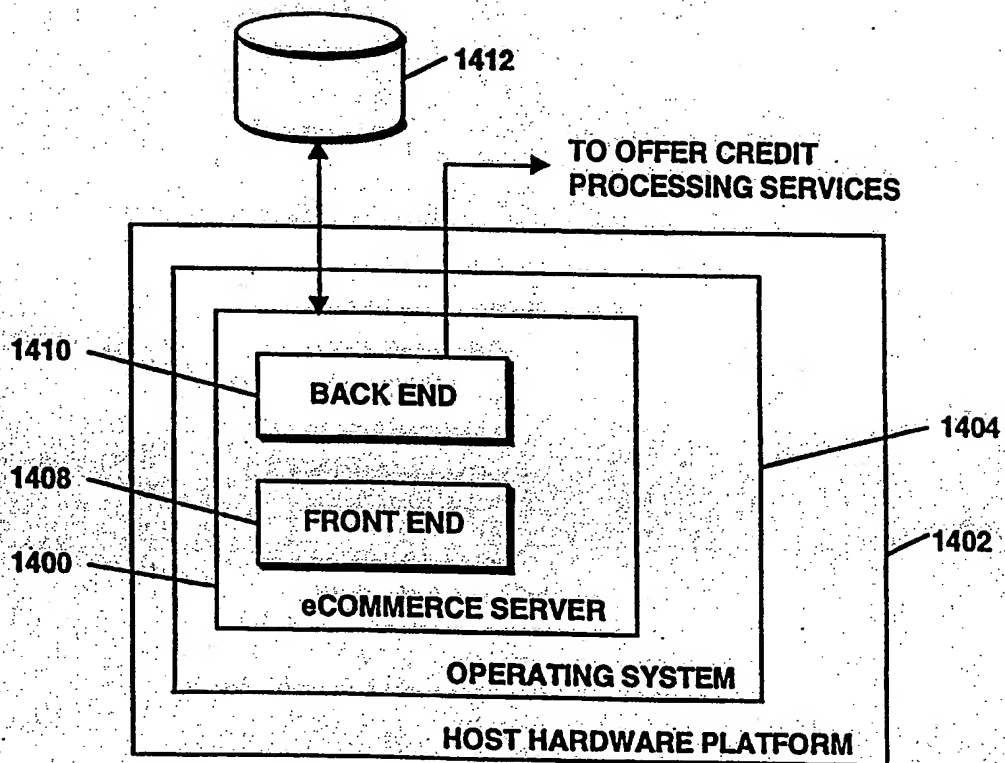 1412
TO OFFER CREDIT
PROCESSING SERVICES
1410
BACK END
1404
1408
FRONT END
1402
1400
eCOMMERCE SERVER
OPERATING SYSTEM
HOST HARDWARE PLATFORM